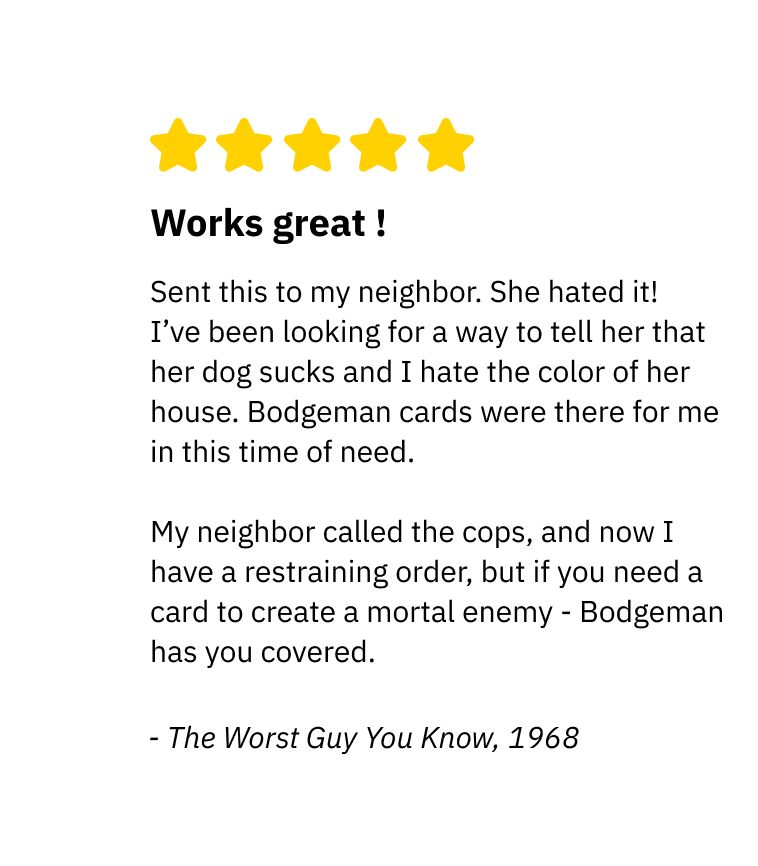 Works great !
Sent this to my neighbor. She hated it!
I’ve been looking for a way to tell her that
her dog sucks and I hate the color of her
house. Bodgeman cards were there for me
in this time of need.
My neighbor called the cops, and now I
have a restraining order, but if you need a
card to create a mortal enemy - Bodgeman
has you covered.
- The Worst Guy You Know, 1968